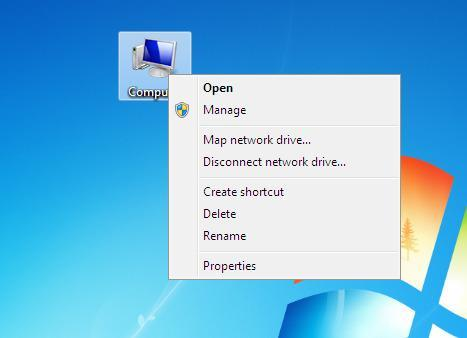 Open
Manage
Map network drive...
Disconnect network drive...
Create shortcut
Delete
Rename
Properties